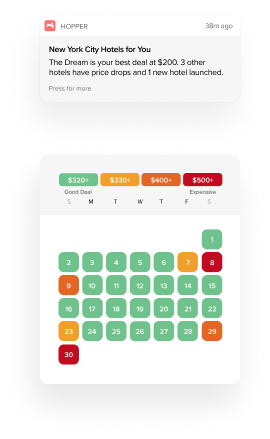 HOPPER 38m ago
New York City Hotels for You
The Dream is your best deal at $200. 3 other
hotels have price drops and 1 new hotel launched.
Press for more
$320+ $330+ $400+ $500+
Good Deal Expensive
S M T W T F S
1
2 3 4 5 6 7 8
9 10 11 12 13 14 15
16 17 18 19 20 21 22
23 24 25 26 27 28 29
30